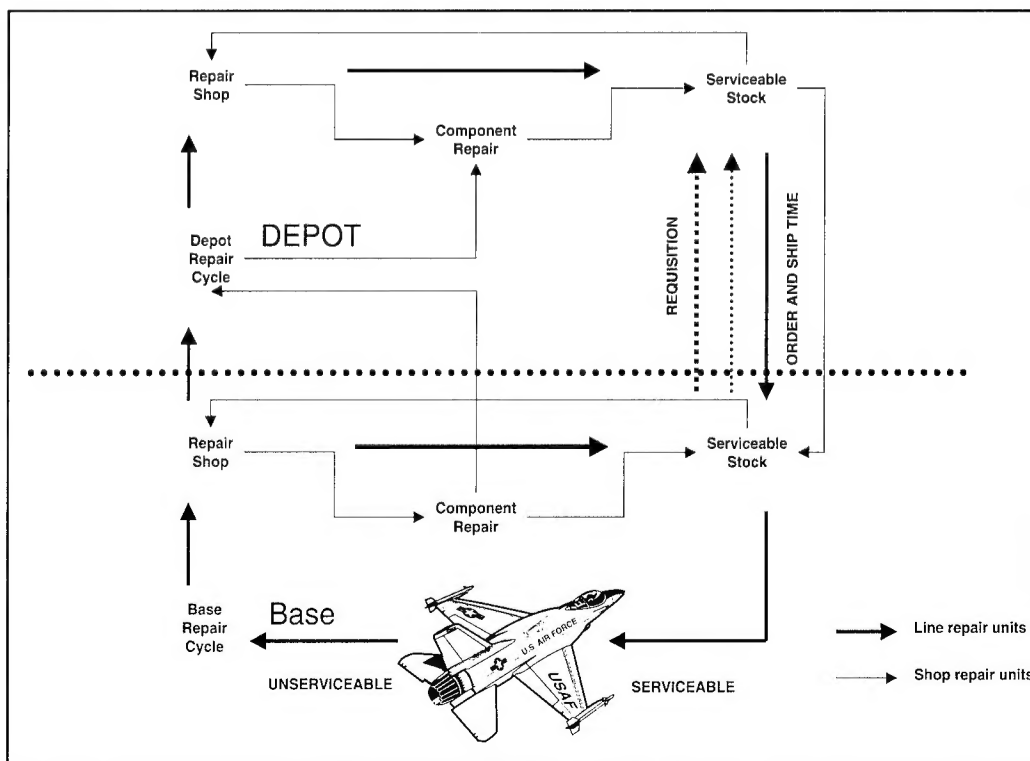 Repair
Shop
Serviceable
Stock
Component
Repair
DEPOT
Depot
Repair
Cycle
REQUISITION
ORDER AND SHIP TIME
Repair
Shop
Serviceable
Stock
Component
Repair
Base
Base
Repair
Cycle
U.S. AIR FORCE
USAF
UNSERVICEABLE
SERVICEABLE
Line repair units
Shop repair units